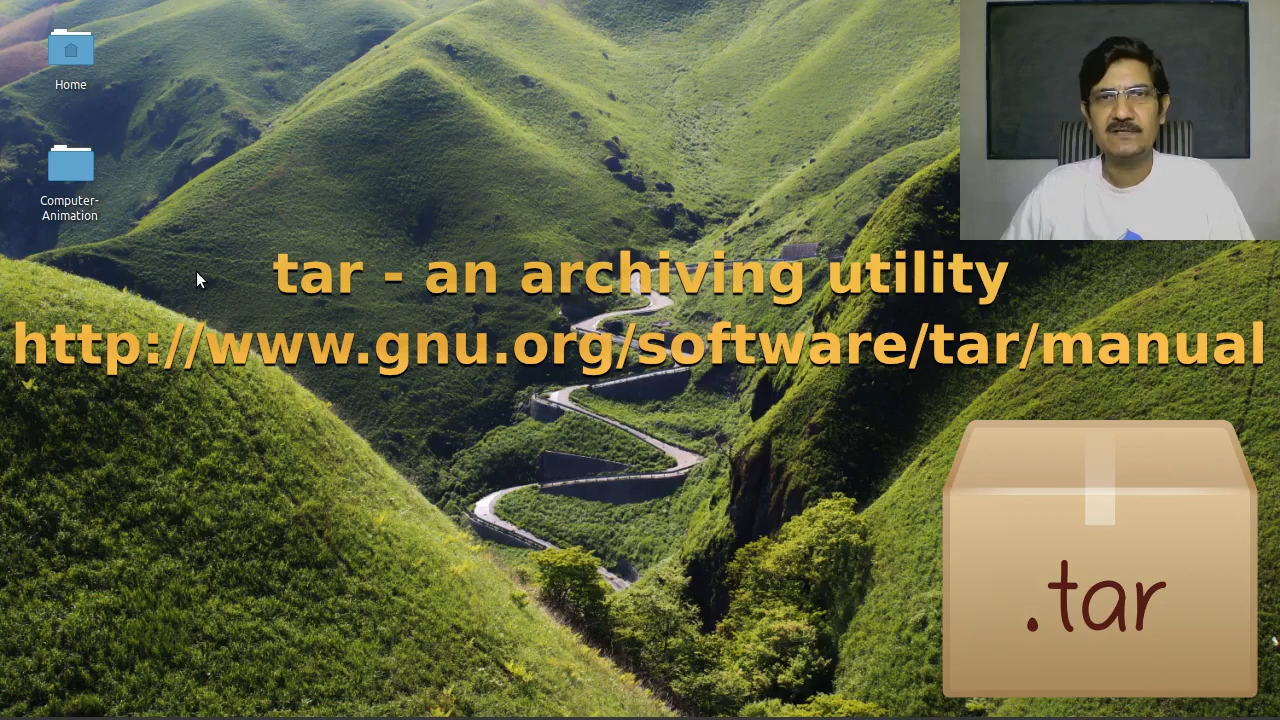 Home
Computer-
Animation
tar - an archiving utility
http://www.gnu.org/software/tar/manual
.tar